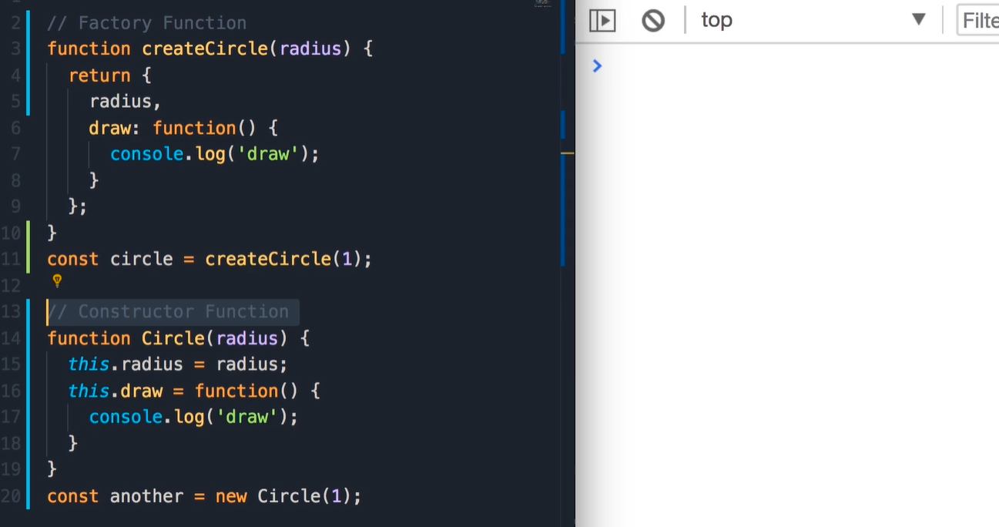 2 // Factory Function
3 function createCircle(radius) {
4 return {
5 radius,
6 draw: function() {
7 console.log('draw');
8 }
9 };
10 }
11 const circle = createCircle(1);
12
13 // Constructor Function
14 function Circle(radius) {
15 this.radius = radius;
16 this.draw = function() {
17 console.log('draw');
18 }
19 }
20 const another = new Circle(1);
top
Filte